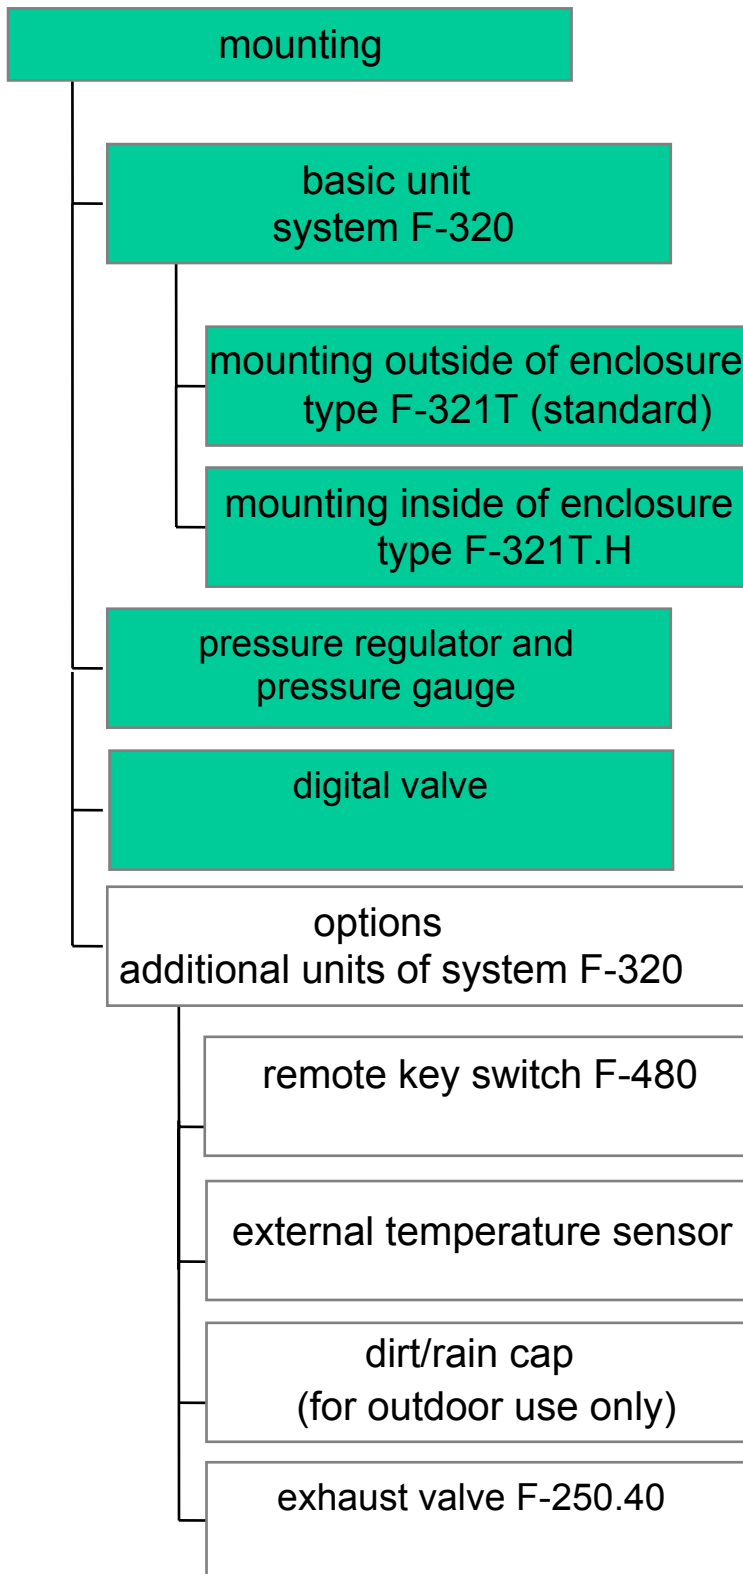 mounting
basic unit
system F-320
mounting outside of enclosure
type F-321T (standard)
mounting inside of enclosure
type F-321T.H
pressure regulator and
pressure gauge
digital valve
options
additional units of system F-320
remote key switch F-480
external temperature sensor
dirt/rain cap
(for outdoor use only)
exhaust valve F-250.40